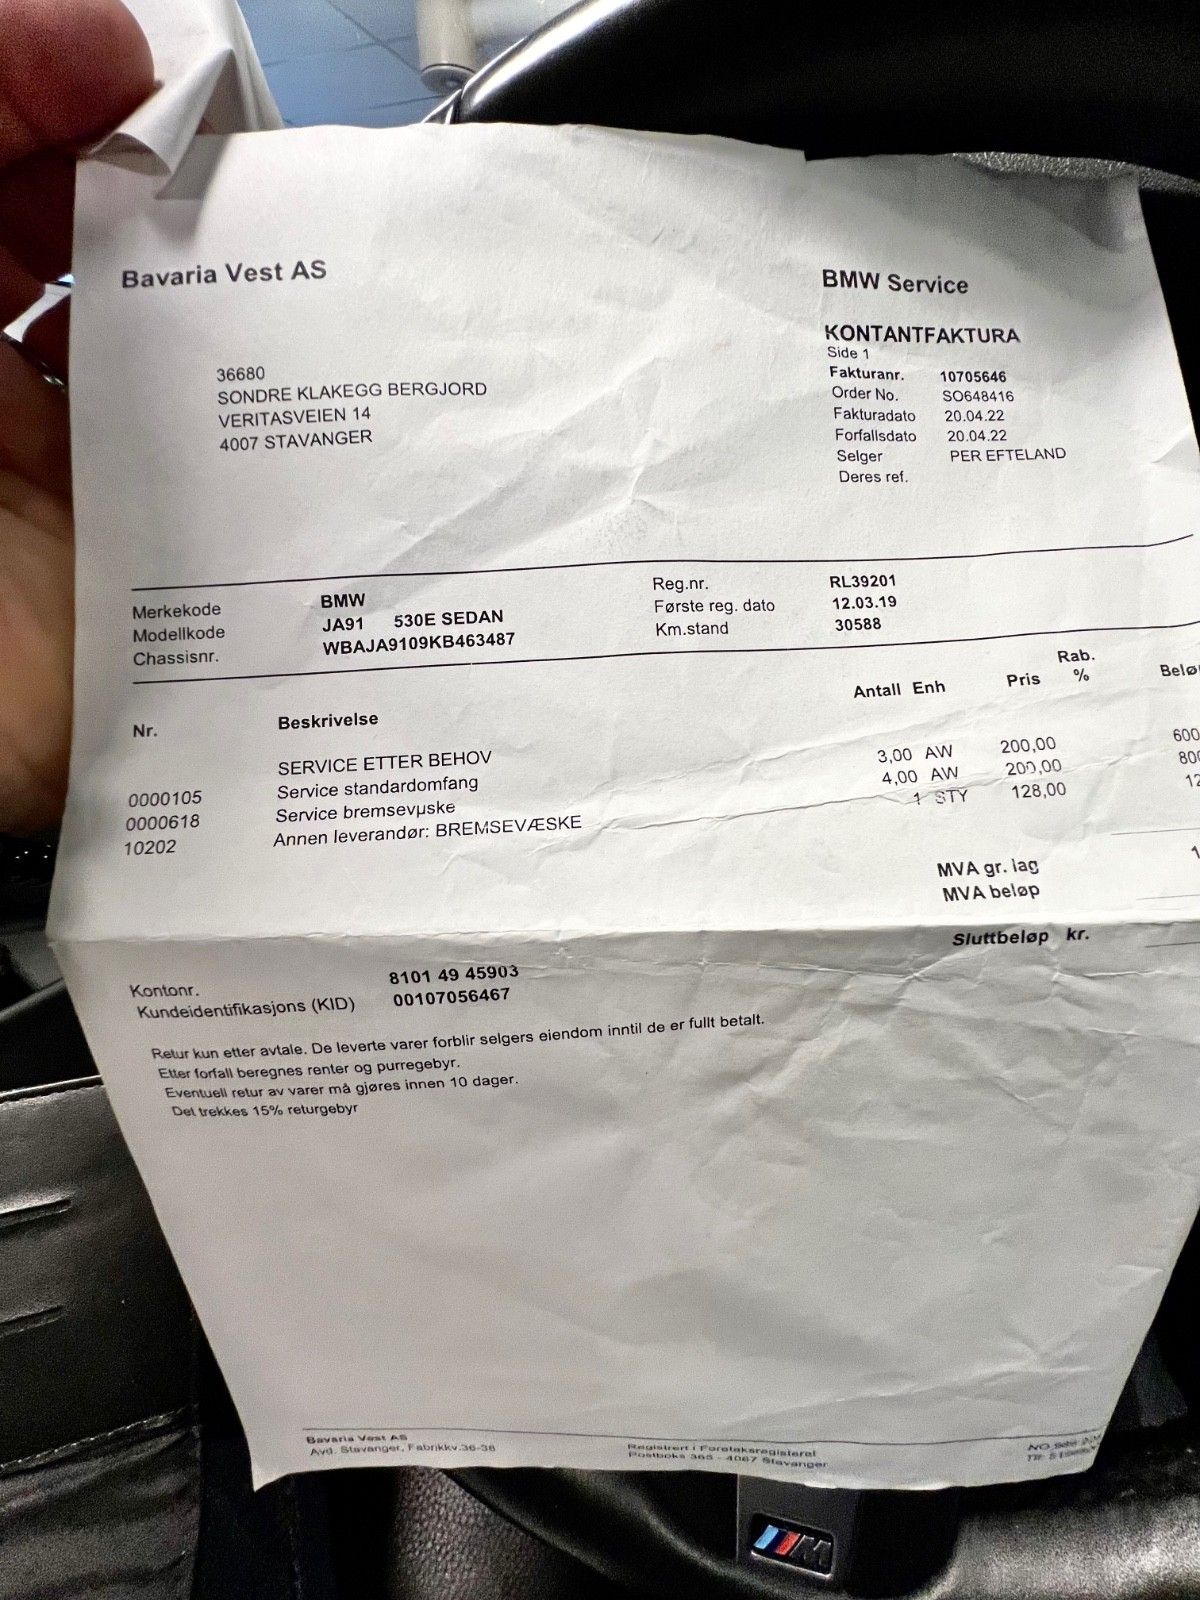 Bavaria Vest AS
BMW Service
KONTANTFAKTURA
Side 1
36680
SONDRE KLAKEGG BERGJORD
VERITASVEIEN 14
4007 STAVANGER
Fakturanr. 10705646
Order No. SO648416
Fakturadato 20.04.22
Forfallsdato 20.04.22
Selger PER EFTELAND
Deres ref.
Merkekode BMW
Modellkode JA91 530E SEDAN
Chassisnr. WBAJA9109KB463487
Reg.nr. RL39201
Første reg. dato 12.03.19
Km.stand 30588
Nr. Beskrivelse Antall Enh Pris Rab. %
SERVICE ETTER BEHOV
0000105 Service standardomfang 3,00 AW 200,00 600
0000618 Service bremsevµske 4,00 AW 200,00
10202 Annen leverandør: BREMSEVÆSKE 1 STY 128,00
MVA gr. lag
MVA beløp
Sluttbeløp kr.
Kontonr. 8101 49 45903
Kundeidentifikasjons (KID) 00107056467
Retur kun etter avtale. De leverte varer forblir selgers eiendom inntil de er fullt betalt.
Etter forfall beregnes renter og purregebyr.
Eventuell retur av varer må gjøres innen 10 dager.
Det trekkes 15% returgebyr
Bavaria Vest AS
Avd. Stavanger, Fabrikkv.36-38
Registrert i Foretaksregisteret
Postboks 365 - 4067 Stavanger
M